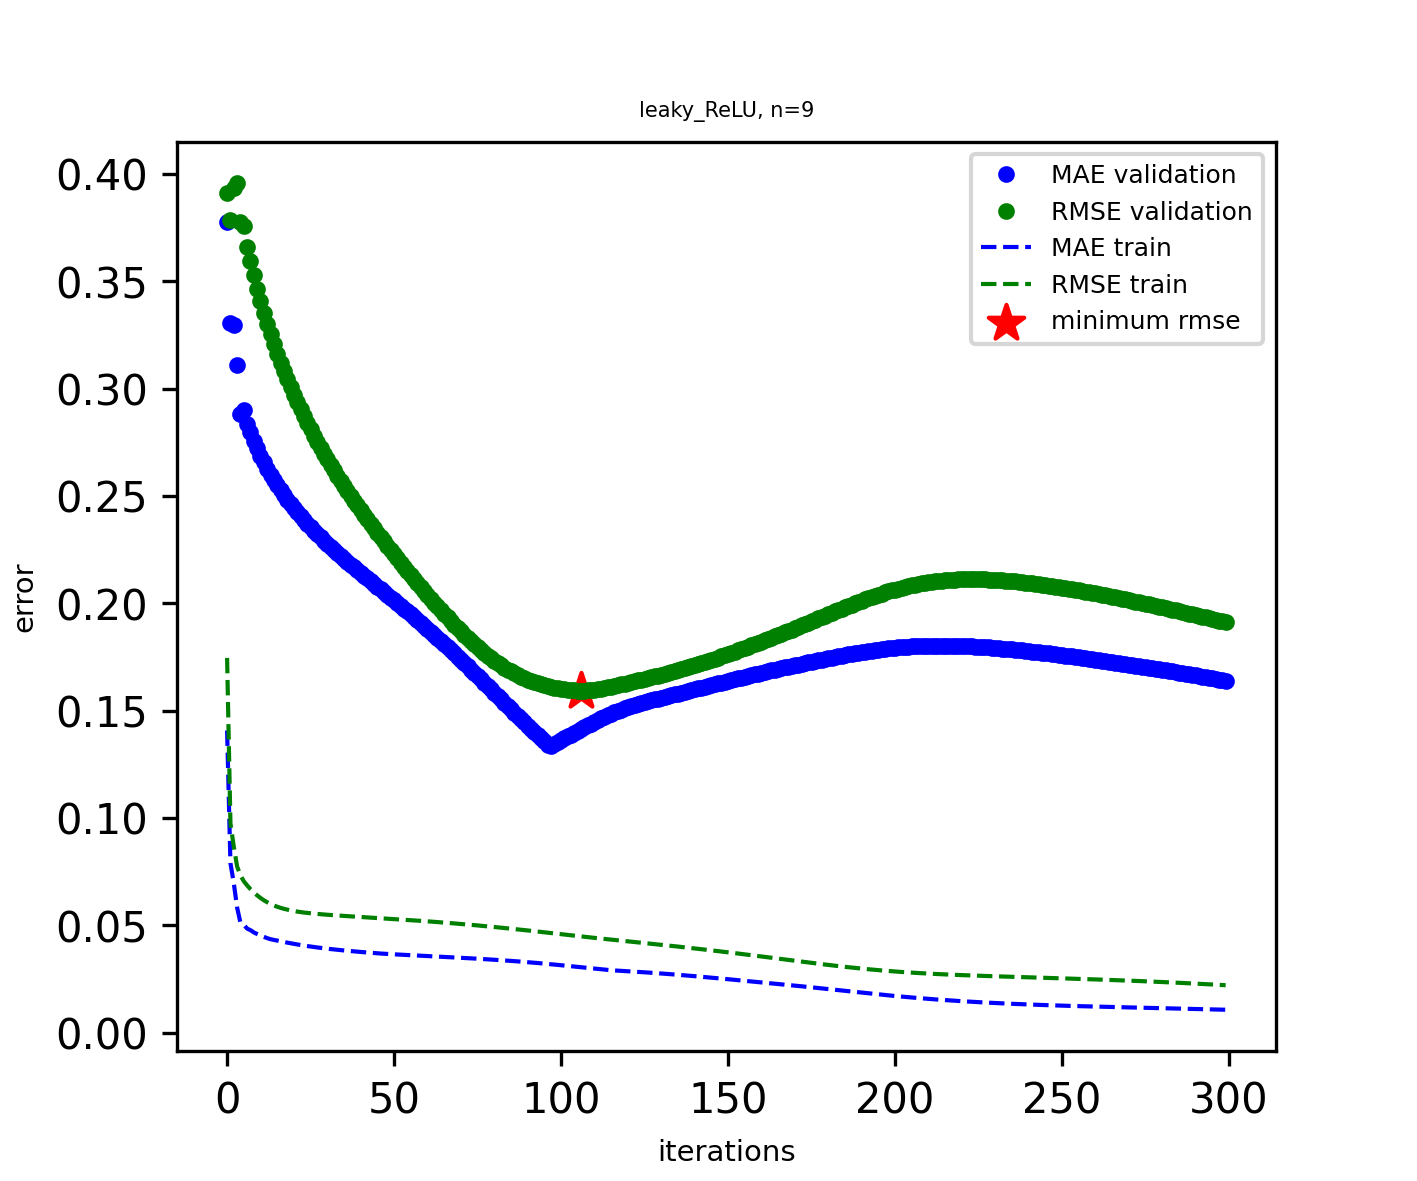 leaky_ReLU, n=9
MAE validation
RMSE validation
MAE train
RMSE train
minimum rmse
error
0.40
0.35
0.30
0.25
0.20
0.15
0.10
0.05
0.00
0 50 100 150 200 250 300
iterations